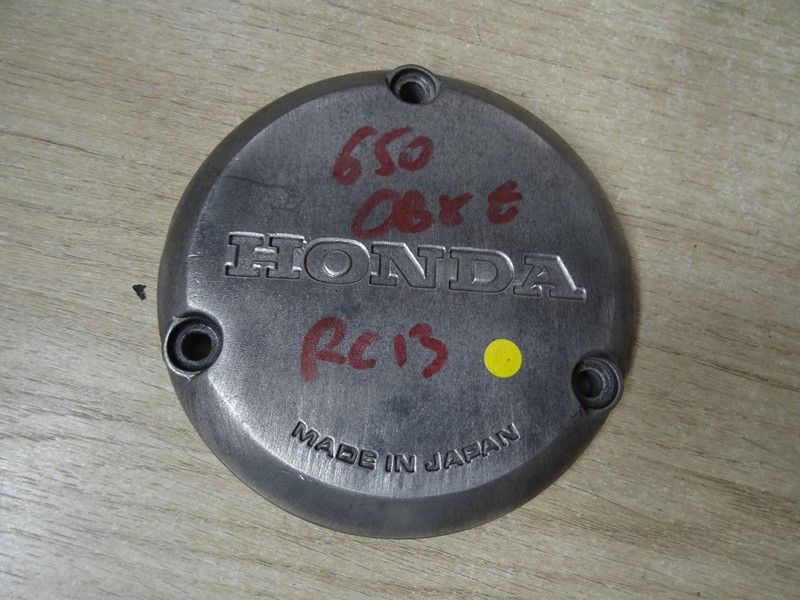 650
CBX E
HONDA
RC13
MADE IN JAPAN